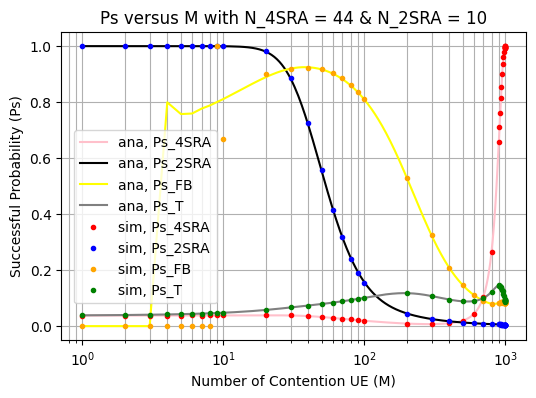 Ps versus M with N_4SRA = 44 & N_2SRA = 10
Successful Probability (Ps)
1.0
0.8
0.6
0.4
0.2
0.0
ana, Ps_4SRA
ana, Ps_2SRA
ana, Ps_FB
ana, Ps_T
sim, Ps_4SRA
sim, Ps_2SRA
sim, Ps_FB
sim, Ps_T
10⁰ 10¹ 10² 10³
Number of Contention UE (M)